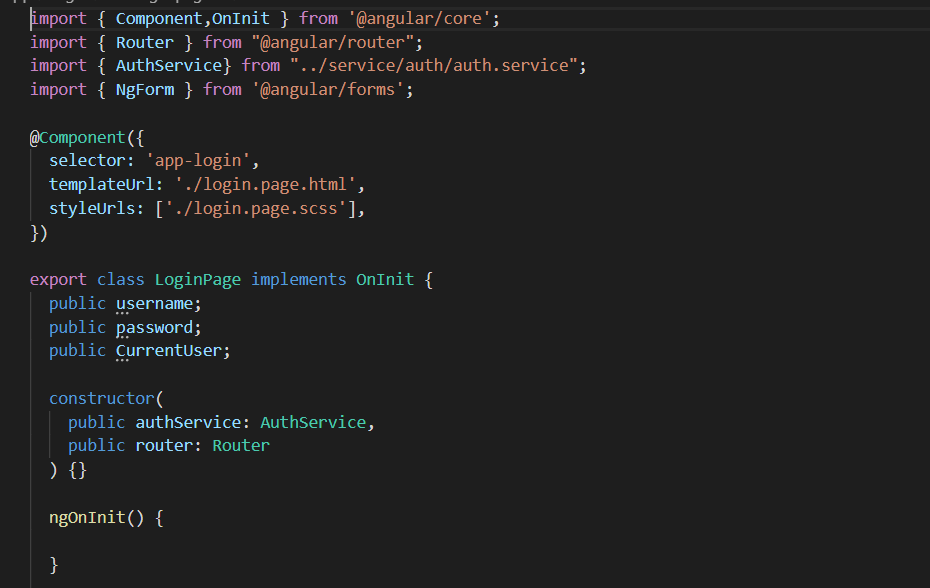 import { Component,OnInit } from '@angular/core';
import { Router } from "@angular/router";
import { AuthService} from "../service/auth/auth.service";
import { NgForm } from '@angular/forms';

@Component({
  selector: 'app-login',
  templateUrl: './login.page.html',
  styleUrls: ['./login.page.scss'],
})

export class LoginPage implements OnInit {
  public username;
  public password;
  public CurrentUser;

  constructor(
    public authService: AuthService,
    public router: Router
  ) {}

  ngOnInit() {

  }